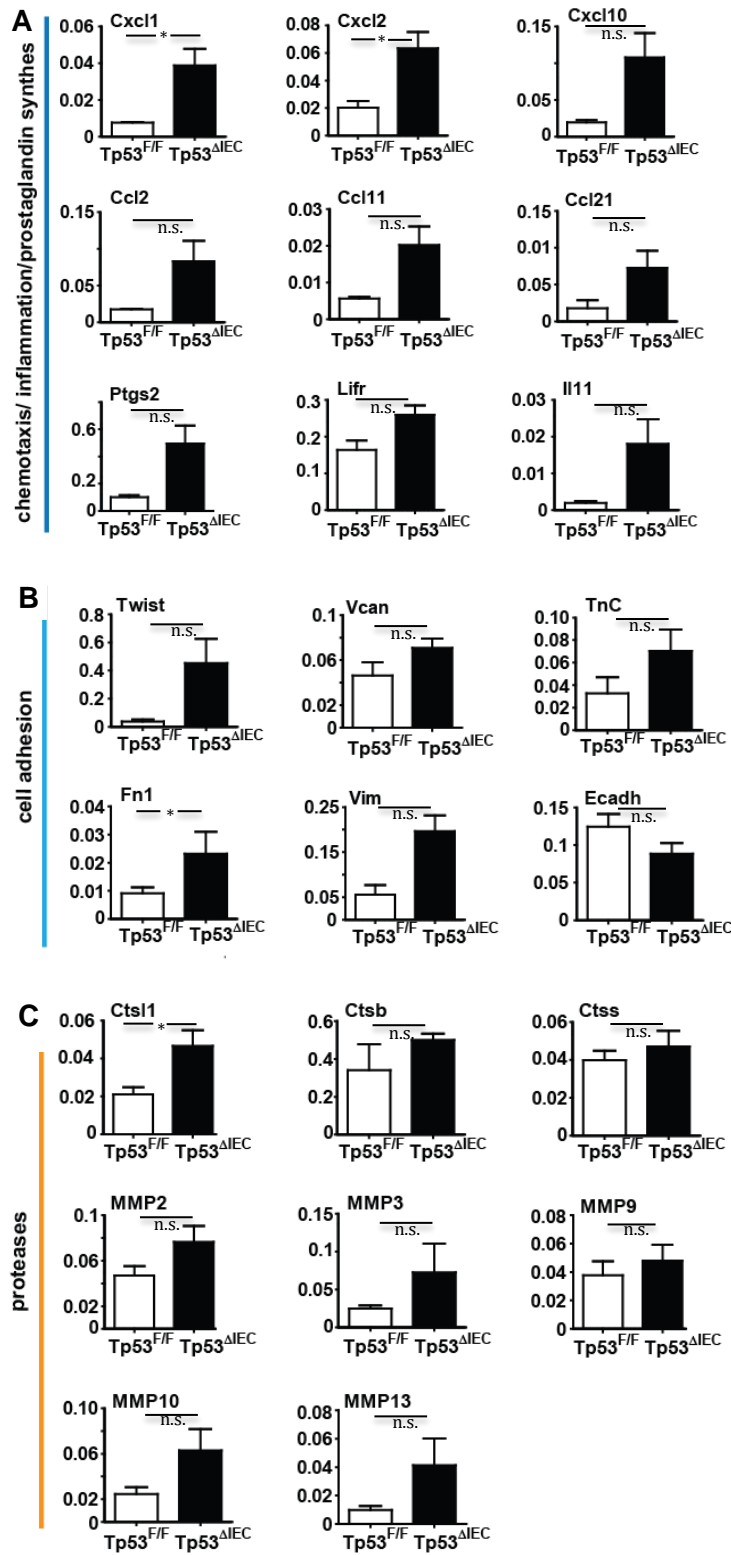 A
chemotaxis/ inflammation/prostaglandin synthes
Cxcl1
0.06
0.04
0.02
0
*
Tp53F/F Tp53ΔIEC
Cxcl2
0.08
0.06
0.04
0.02
0
*
Tp53F/F Tp53ΔIEC
Cxcl10
0.15
0.05
0
n.s.
Tp53F/F Tp53ΔIEC
Ccl2
0.15
0.05
0
n.s.
Tp53F/F Tp53ΔIEC
Ccl11
0.03
0.02
0.01
0
n.s.
Tp53F/F Tp53ΔIEC
Ccl21
0.15
0.1
0.05
0
n.s.
Tp53F/F Tp53ΔIEC
Ptgs2
0.6
0.2
0
n.s.
Tp53F/F Tp53ΔIEC
Lifr
0.3
0.2
0.1
0
n.s.
Tp53F/F Tp53ΔIEC
Il11
0.03
0.02
0.01
0
n.s.
Tp53F/F Tp53ΔIEC
B
cell adhesion
Twist
0.8
0.6
0.4
0.2
0
n.s.
Tp53F/F Tp53ΔIEC
Vcan
0.1
0.06
0.02
0
n.s.
Tp53F/F Tp53ΔIEC
TnC
0.10
0.08
0.06
0.04
0.02
0
n.s.
Tp53F/F Tp53ΔIEC
Fn1
0.04
0.03
0.02
0.01
0
*
Tp53F/F Tp53ΔIEC
Vim
0.25
0.15
0.05
0
n.s.
Tp53F/F Tp53ΔIEC
Ecadh
0.15
0.1
0.05
0
n.s.
Tp53F/F Tp53ΔIEC
C
proteases
Ctsl1
0.06
0.04
0.02
0
*
Tp53F/F Tp53ΔIEC
Ctsb
0.6
0.4
0.2
0
n.s.
Tp53F/F Tp53ΔIEC
Ctss
0.06
0.04
0.02
0
n.s.
Tp53F/F Tp53ΔIEC
MMP2
0.1
0.06
0.02
0
n.s.
Tp53F/F Tp53ΔIEC
MMP3
0.15
0.1
0.05
0
n.s.
Tp53F/F Tp53ΔIEC
MMP9
0.08
0.06
0.04
0.02
0
n.s.
Tp53F/F Tp53ΔIEC
MMP10
0.10
0.06
0.02
0
n.s.
Tp53F/F Tp53ΔIEC
MMP13
0.08
0.06
0.04
0.02
0
n.s.
Tp53F/F Tp53ΔIEC